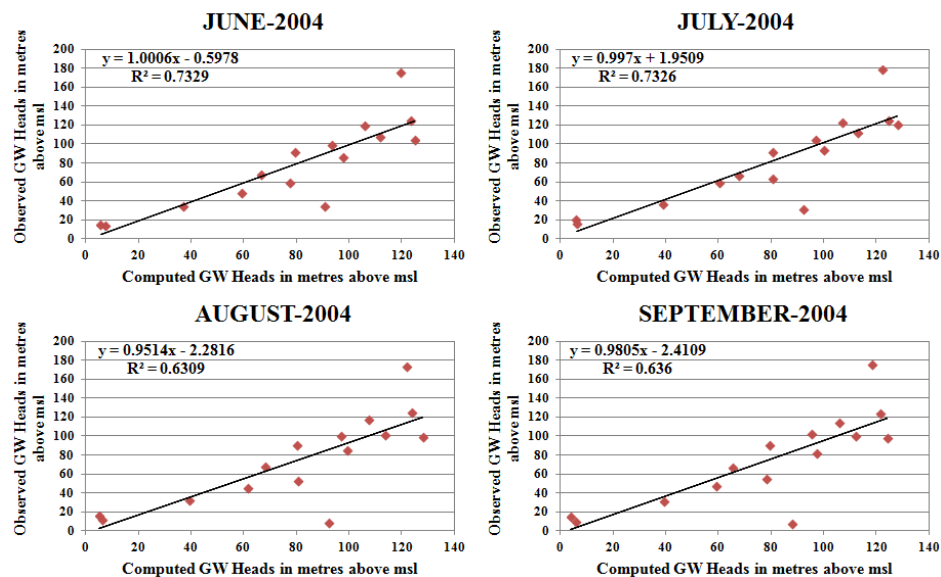 JUNE-2004
Observed GW Heads in metres
above msl
200
180
160
140
120
100
80
60
40
20
0
y = 1.0006x - 0.5978
R² = 0.7329
0 20 40 60 80 100 120 140
Computed GW Heads in metres above msl
JULY-2004
Observed GW Heads in metres
above msl
200
180
160
140
120
100
80
60
40
20
0
y = 0.997x + 1.9509
R² = 0.7326
0 20 40 60 80 100 120 140
Computed GW Heads in metres above msl
AUGUST-2004
Observed GW Heads in metres
above msl
200
180
160
140
120
100
80
60
40
20
0
y = 0.9514x - 2.2816
R² = 0.6309
0 20 40 60 80 100 120 140
Computed GW Heads in metres above msl
SEPTEMBER-2004
Observed GW Heads in metres
above msl
200
180
160
140
120
100
80
60
40
20
0
y = 0.9805x - 2.4109
R² = 0.636
0 20 40 60 80 100 120 140
Computed GW Heads in metres above msl